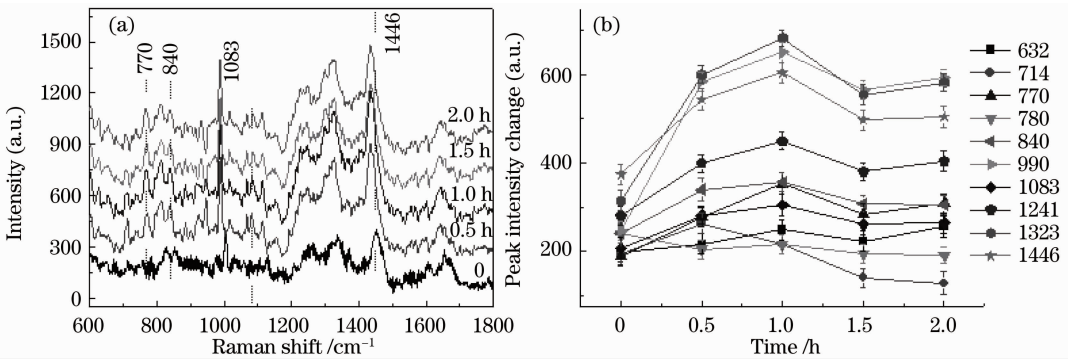 (a)
770
840
1083
1446
1500
1200
900
600
300
0
2.0 h
1.5 h
1.0 h
0.5 h
0
600 800 1000 1200 1400 1600 1800
Raman shift /cm⁻¹
Intensity (a.u.)
(b)
600
400
200
0 0.5 1.0 1.5 2.0
Time /h
Peak intensity change (a.u.)
632
714
770
780
840
990
1083
1241
1323
1446